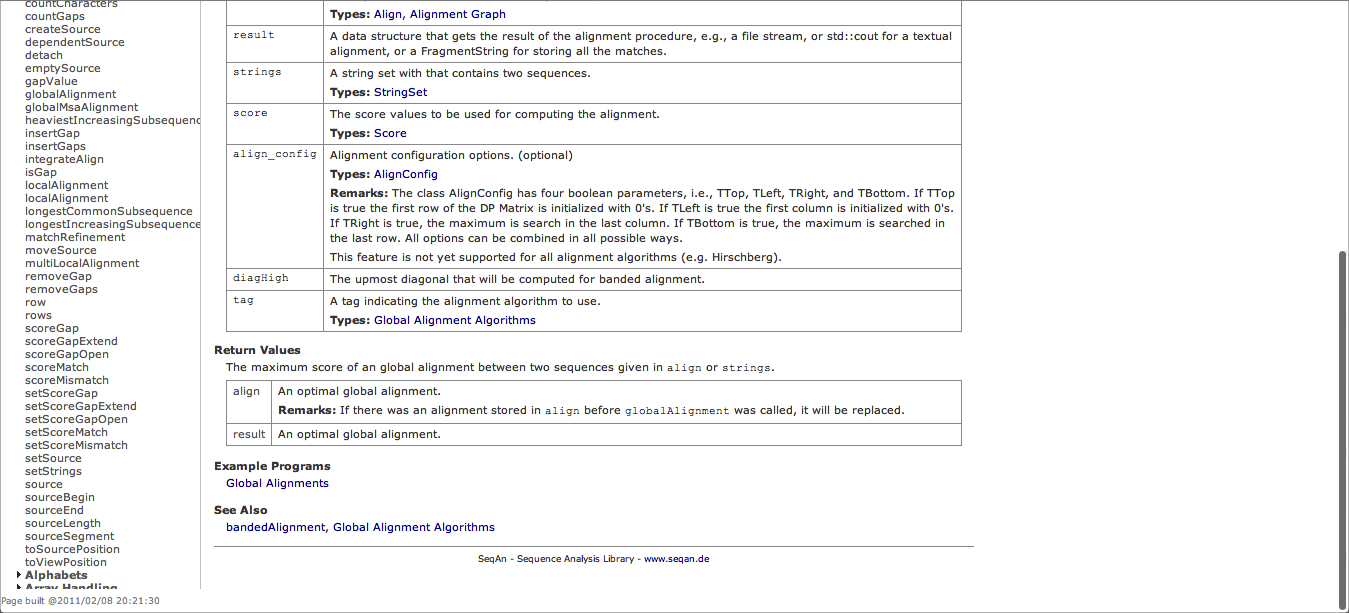 countCharacters
countGaps
createSource
dependentSource
detach
emptySource
gapValue
globalAlignment
globalMsaAlignment
heaviestIncreasingSubsequenc
insertGap
insertGaps
integrateAlign
isGap
localAlignment
localAlignment
longestCommonSubsequence
longestIncreasingSubsequence
matchRefinement
moveSource
multiLocalAlignment
removeGap
removeGaps
row
rows
scoreGap
scoreGapExtend
scoreGapOpen
scoreMatch
scoreMismatch
setScoreGap
setScoreGapExtend
setScoreGapOpen
setScoreMatch
setScoreMismatch
setSource
setStrings
source
sourceBegin
sourceEnd
sourceLength
sourceSegment
toSourcePosition
toViewPosition
Alphabets
Array Handling
Page built @2011/02/08 20:21:30
Types: Align, Alignment Graph
result
A data structure that gets the result of the alignment procedure, e.g., a file stream, or std::cout for a textual
alignment, or a FragmentString for storing all the matches.
strings
A string set with that contains two sequences.
Types: StringSet
score
The score values to be used for computing the alignment.
Types: Score
align_config
Alignment configuration options. (optional)
Types: AlignConfig
Remarks: The class AlignConfig has four boolean parameters, i.e., TTop, TLeft, TRight, and TBottom. If TTop
is true the first row of the DP Matrix is initialized with 0's. If TLeft is true the first column is initialized with 0's.
If TRight is true, the maximum is search in the last column. If TBottom is true, the maximum is searched in
the last row. All options can be combined in all possible ways.
This feature is not yet supported for all alignment algorithms (e.g. Hirschberg).
diagHigh
The upmost diagonal that will be computed for banded alignment.
tag
A tag indicating the alignment algorithm to use.
Types: Global Alignment Algorithms
Return Values
The maximum score of an global alignment between two sequences given in align or strings.
align
An optimal global alignment.
Remarks: If there was an alignment stored in align before globalAlignment was called, it will be replaced.
result
An optimal global alignment.
Example Programs
Global Alignments
See Also
bandedAlignment, Global Alignment Algorithms
SeqAn - Sequence Analysis Library - www.seqan.de